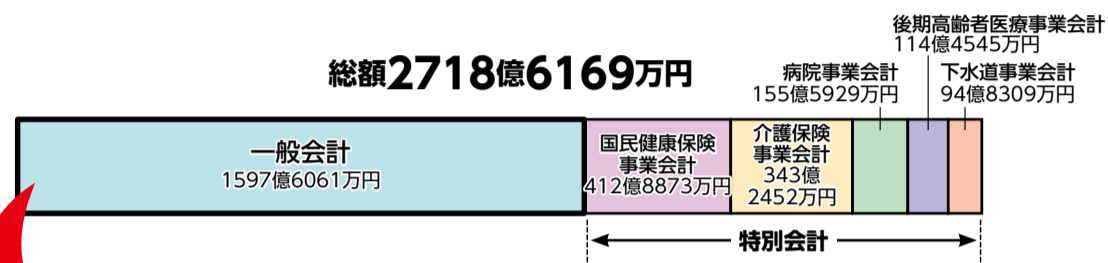 総額2718億6169万円
後期高齢者医療事業会計
114億4545万円
病院事業会計
155億5929万円
下水道事業会計
94億8309万円
一般会計
1597億6061万円
国民健康保険
事業会計
412億8873万円
介護保険
事業会計
343億
2452万円
特別会計